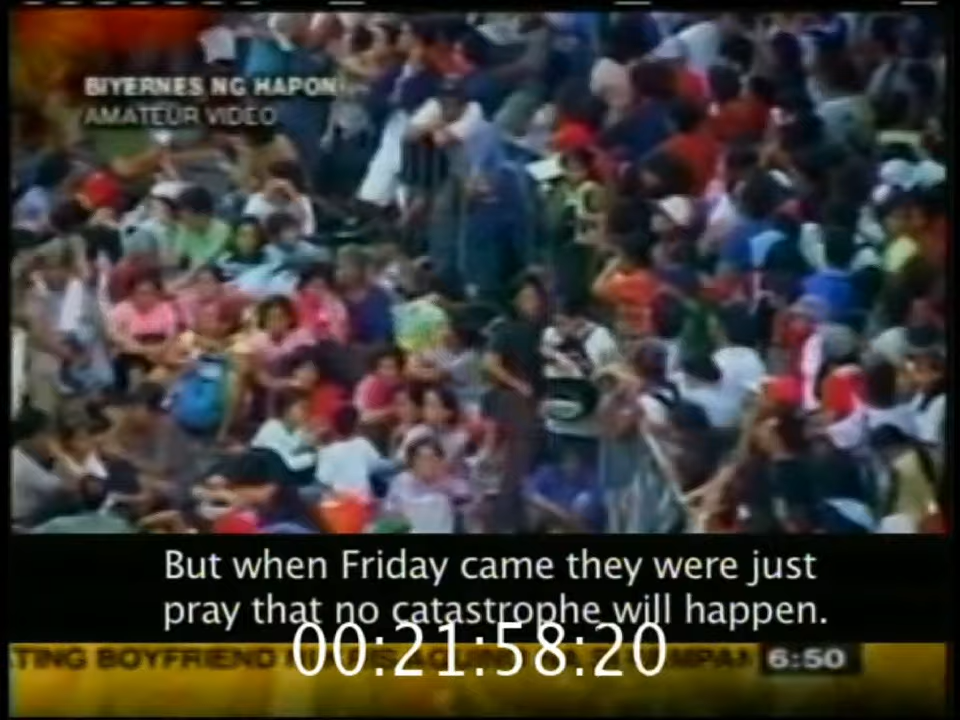 BIYERNES NG HAPON
AMATEUR VIDEO
But when Friday came they were just
pray that no catastrophe will happen.
00:21:58:20
TING BOYFRIEND
6:50